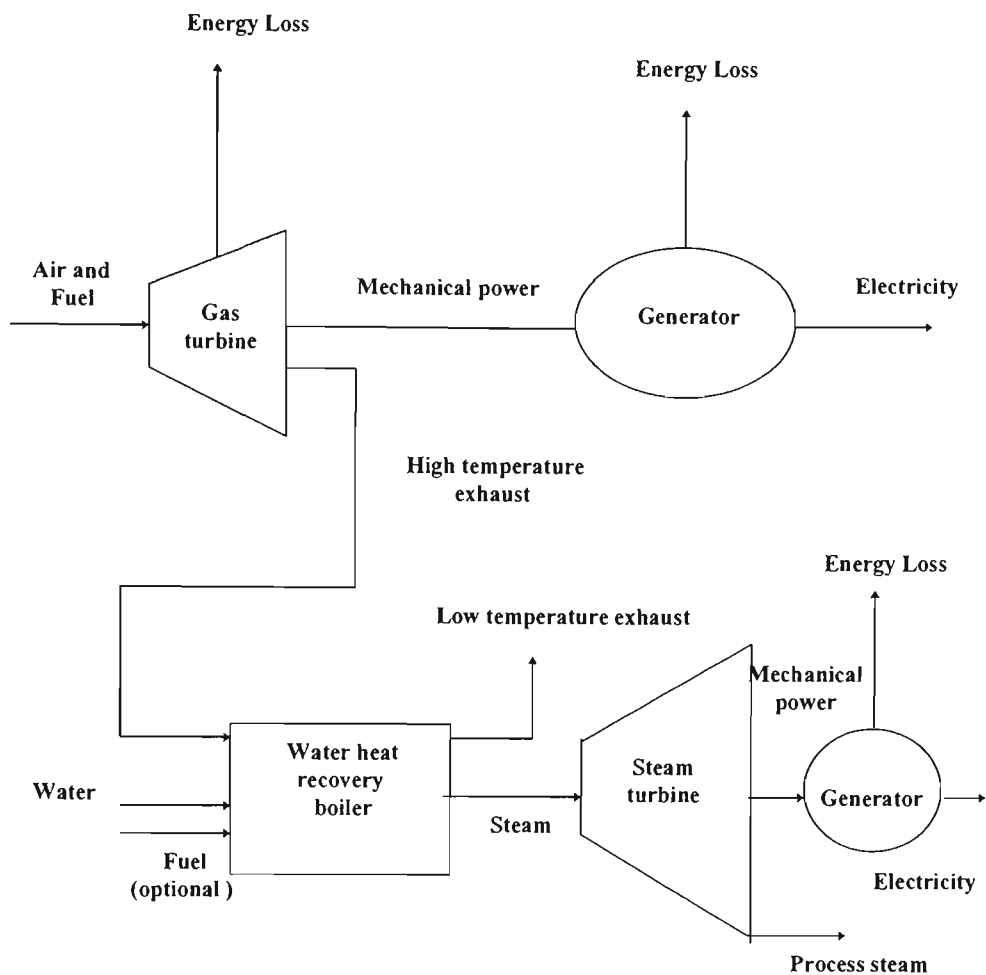 Energy Loss
Energy Loss
Air and
Fuel
Gas
turbine
Mechanical power
Generator
Electricity
High temperature
exhaust
Energy Loss
Low temperature exhaust
Mechanical
power
Water heat
recovery
boiler
Steam
turbine
Water
Generator
Steam
Fuel
(optional )
Electricity
Process steam